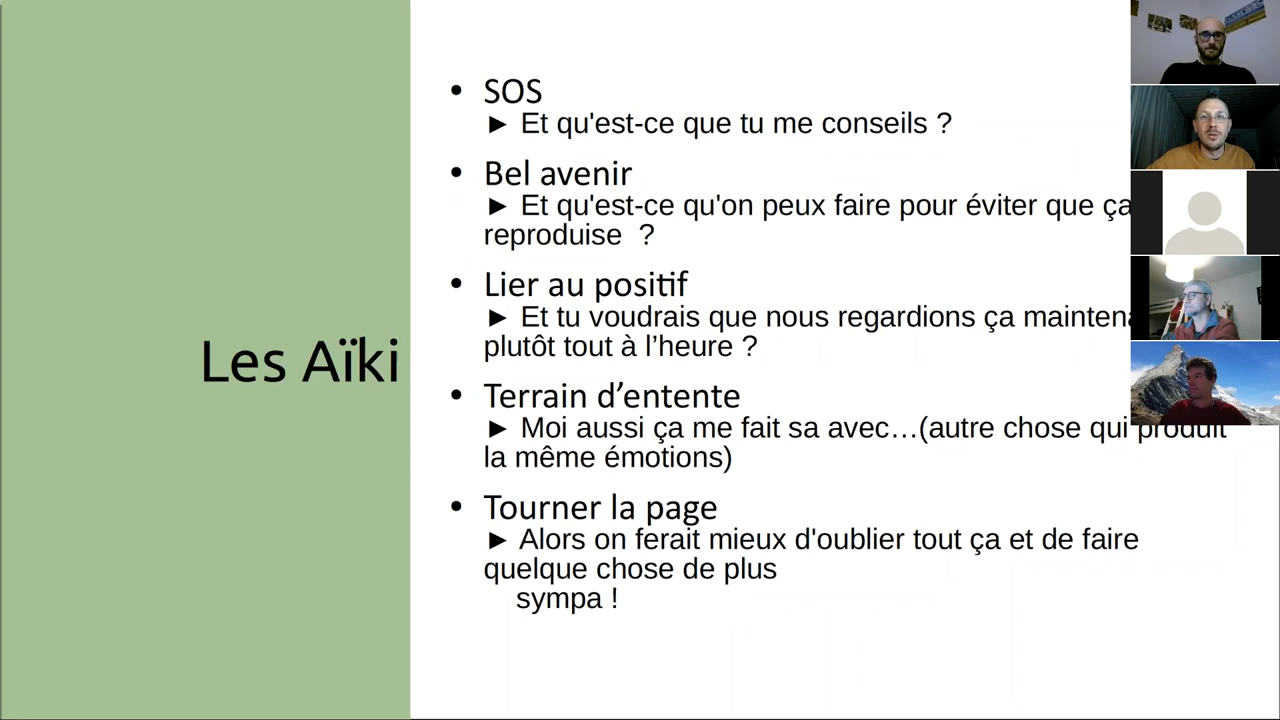 Les Aïki
• SOS
► Et qu'est-ce que tu me conseils ?
• Bel avenir
► Et qu'est-ce qu'on peux faire pour éviter que ça
reproduise ?
• Lier au positif
► Et tu voudrais que nous regardions ça
plutôt tout à l’heure ?
• Terrain d’entente
► Moi aussi ça me fait sa avec…(autre chose qui produit
la même émotions)
• Tourner la page
► Alors on ferait mieux d'oublier tout ça et de faire
quelque chose de plus
sympa !